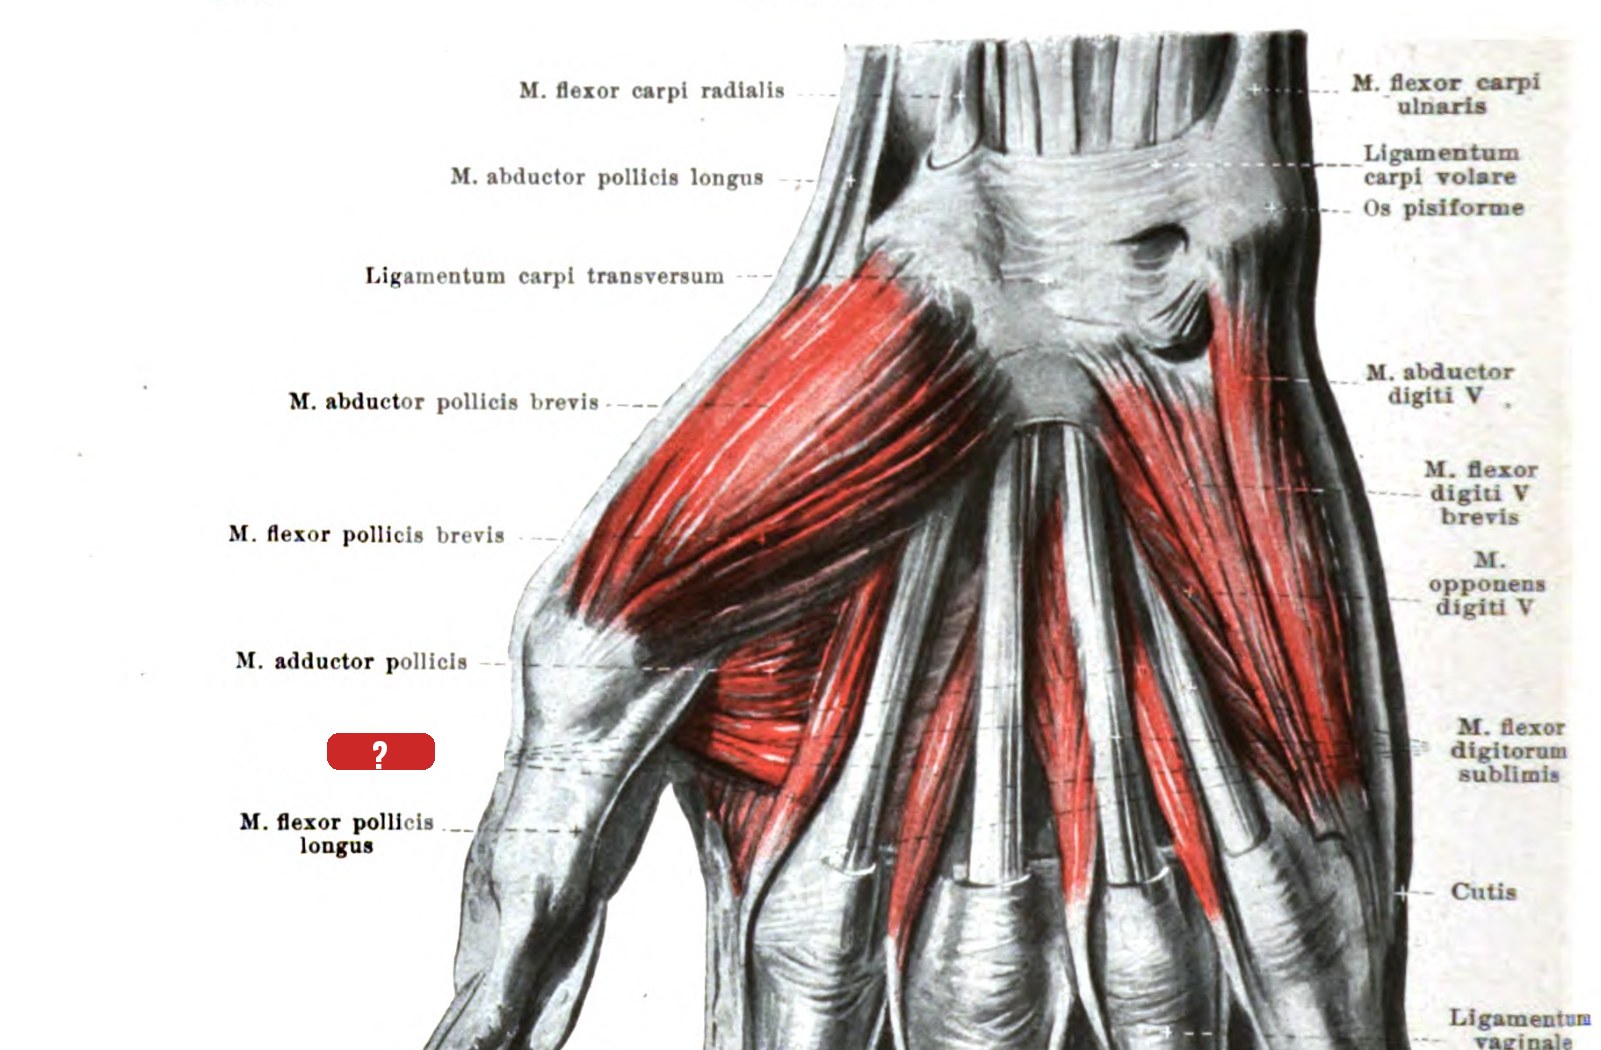 M. flexor carpi radialis
M. abductor pollicis longus
Ligamentum carpi transversum
M. abductor pollicis brevis
M. flexor pollicis brevis
M. adductor pollicis
?
M. flexor pollicis
longus
M. flexor carpi
ulnaris
Ligamentum
carpi volare
Os pisiforme
M. abductor
digiti V
M. flexor
digiti V
brevis
M.
opponens
digiti V
M. flexor
digitorum
sublimis
Cutis
Ligamentum
vaginale